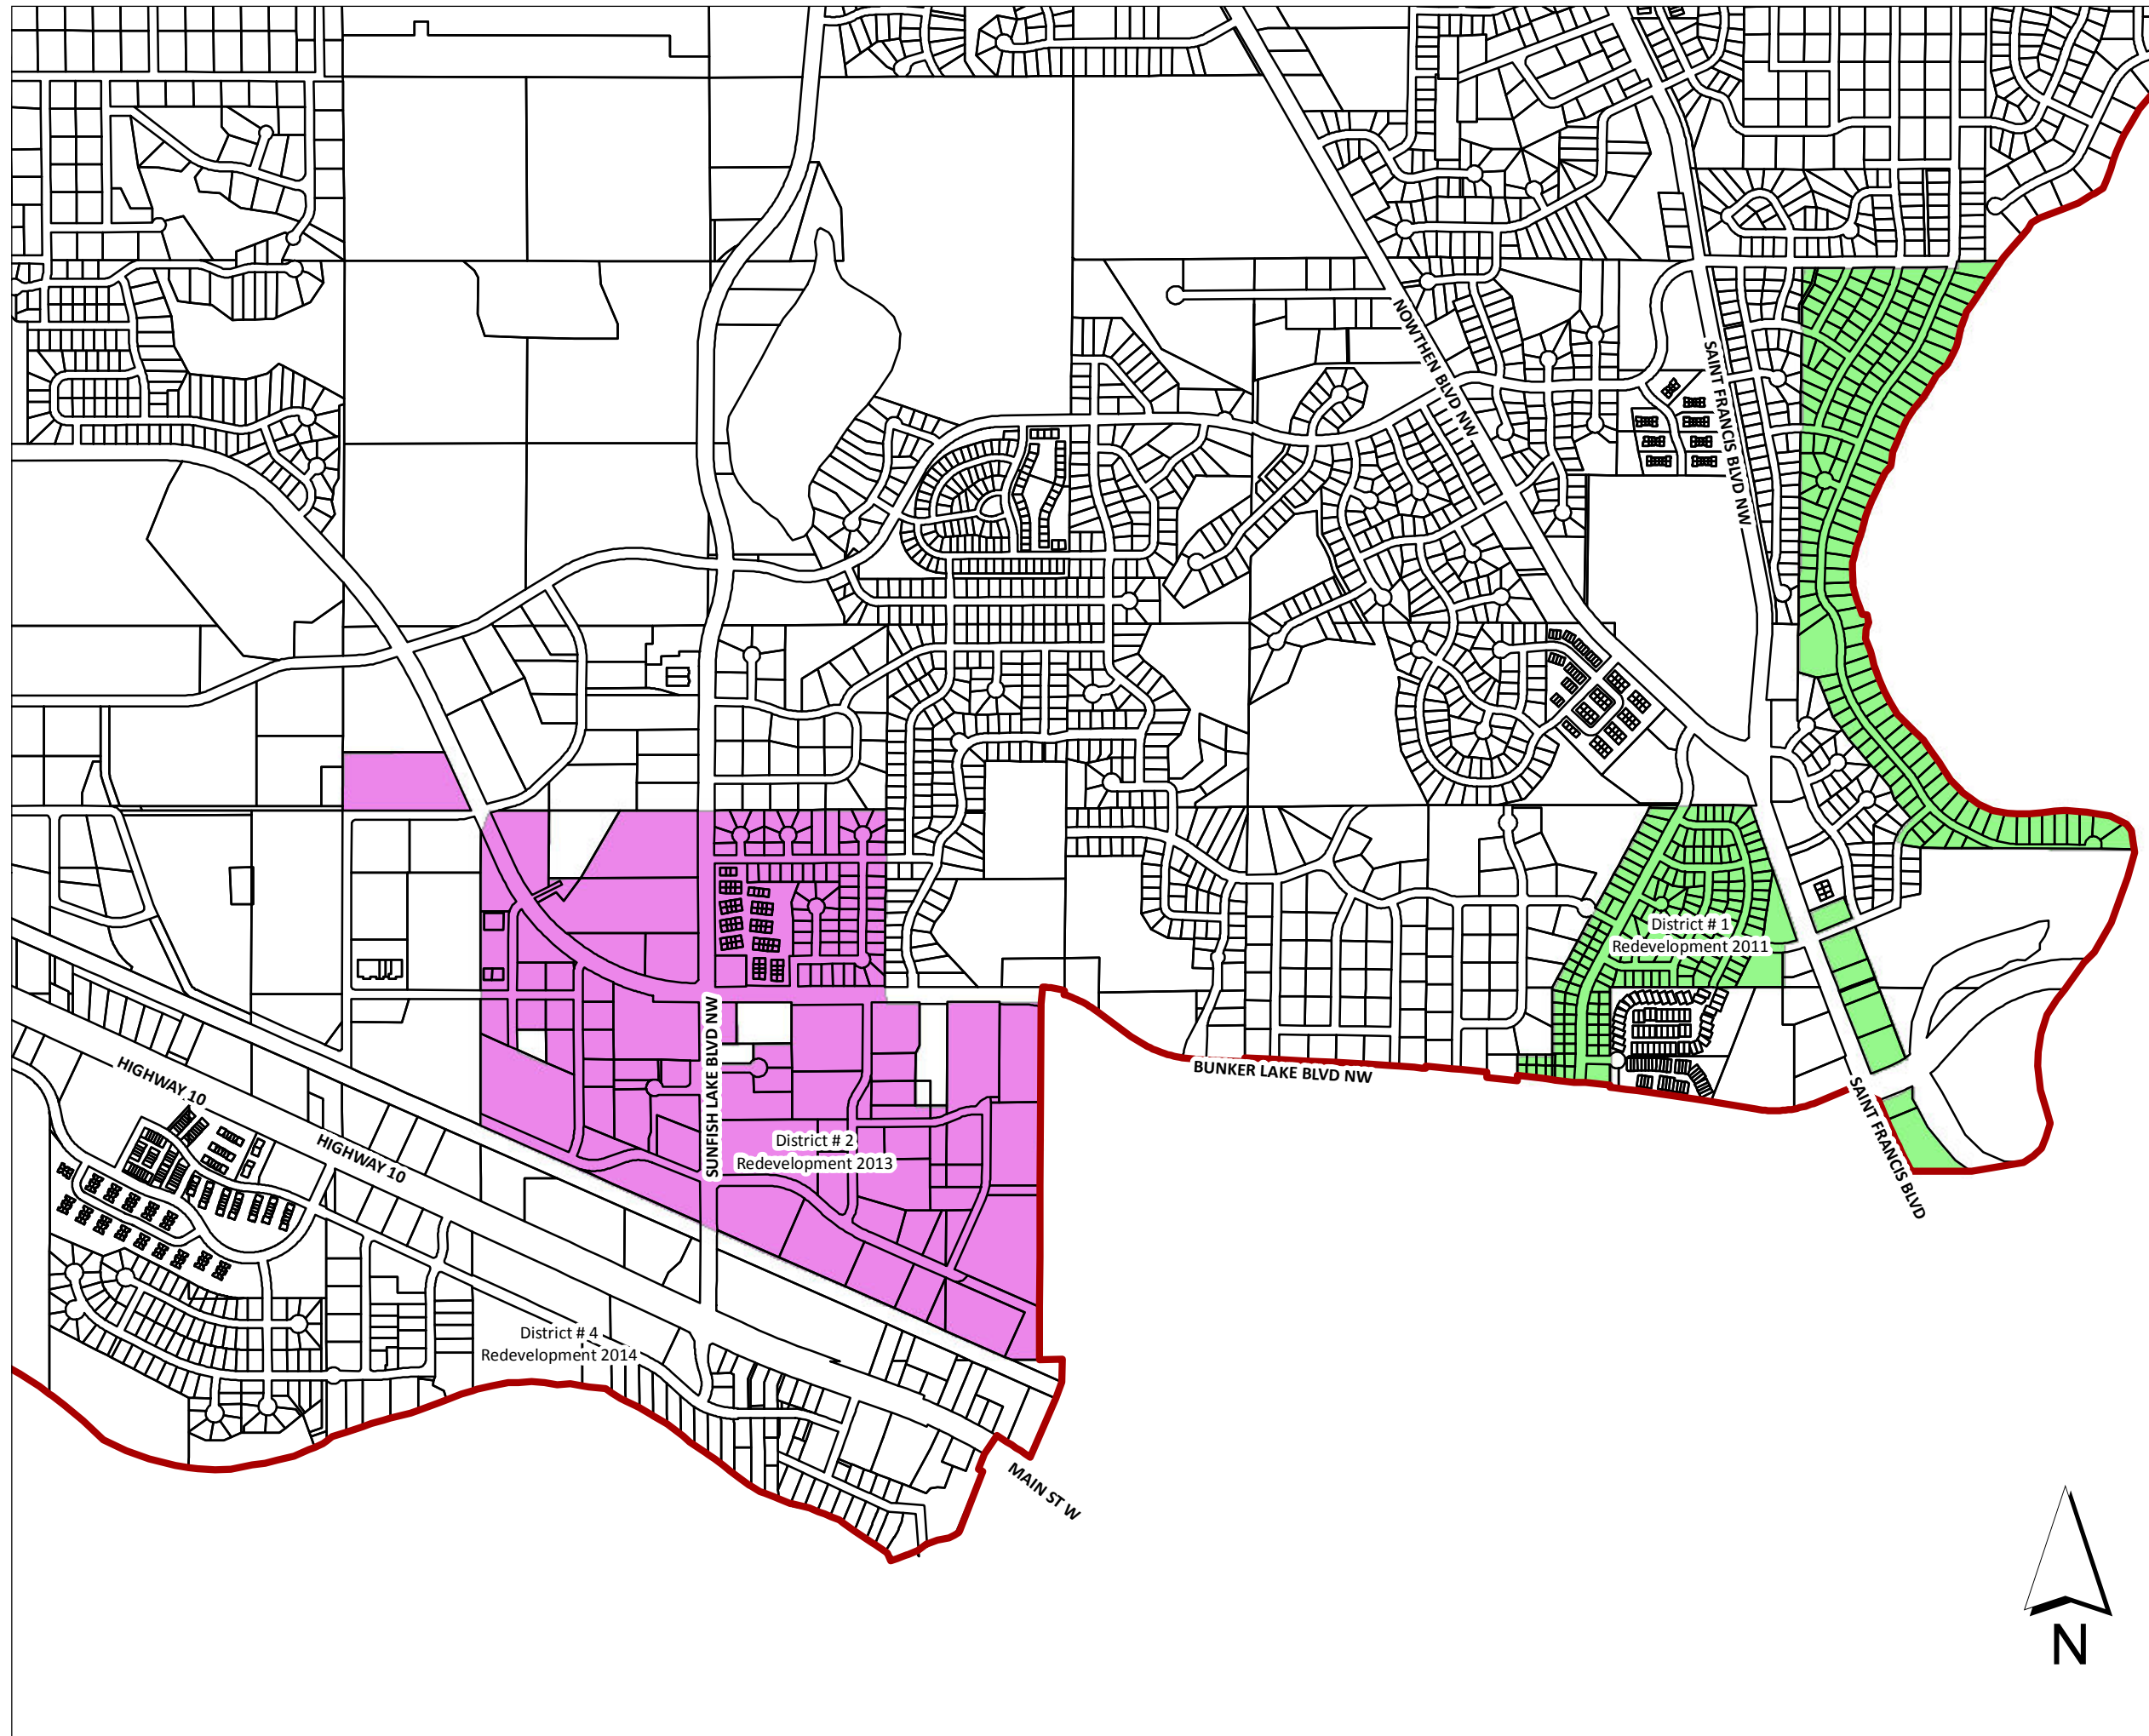 NOWTHEN BLVD NW
SAINT FRANCIS BLVD NW
District # 1
Redevelopment 2011
SUNFISH LAKE BLVD NW
BUNKER LAKE BLVD NW
HIGHWAY 10
HIGHWAY 10
District # 2
Redevelopment 2013
SAINT FRANCIS BLVD
District # 4
Redevelopment 2014
MAIN ST W
N